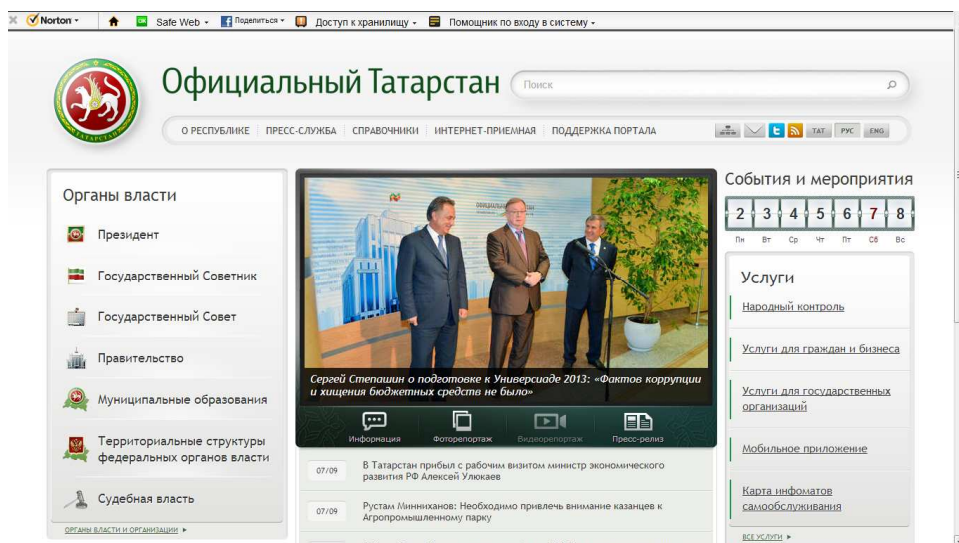 Norton
Safe Web
Поделиться
Доступ к хранилищу
Помощник по входу в систему
Официальный Татарстан
Поиск
ТАТАРСТАН
О РЕСПУБЛИКЕ ПРЕСС-СЛУЖБА СПРАВОЧНИКИ ИНТЕРНЕТ-ПРИЕМНАЯ ПОДДЕРЖКА ПОРТАЛА
ТАТ РУС ENG
Органы власти
Президент
Государственный Советник
Государственный Совет
Правительство
Муниципальные образования
Территориальные структуры
федеральных органов власти
Судебная власть
ОРГАНЫ ВЛАСТИ И ОРГАНИЗАЦИИ
Сергей Степашин о подготовке к Универсиаде 2013: «Фактов коррупции
и хищения бюджетных средств не было»
Информация Фоторепортаж Видеорепортаж Пресс-релиз
07/09 В Татарстан прибыл с рабочим визитом министр экономического
развития РФ Алексей Улюкаев
07/09 Рустам Минниханов: Необходимо привлечь внимание казанцев к
Агропромышленному парку
События и мероприятия
2 3 4 5 6 7 8
Пн Вт Ср Чт Пт Сб Вс
Услуги
Народный контроль
Услуги для граждан и бизнеса
Услуги для государственных
организаций
Мобильное приложение
Карта инфоматов
самообслуживания
ВСЕ УСЛУГИ